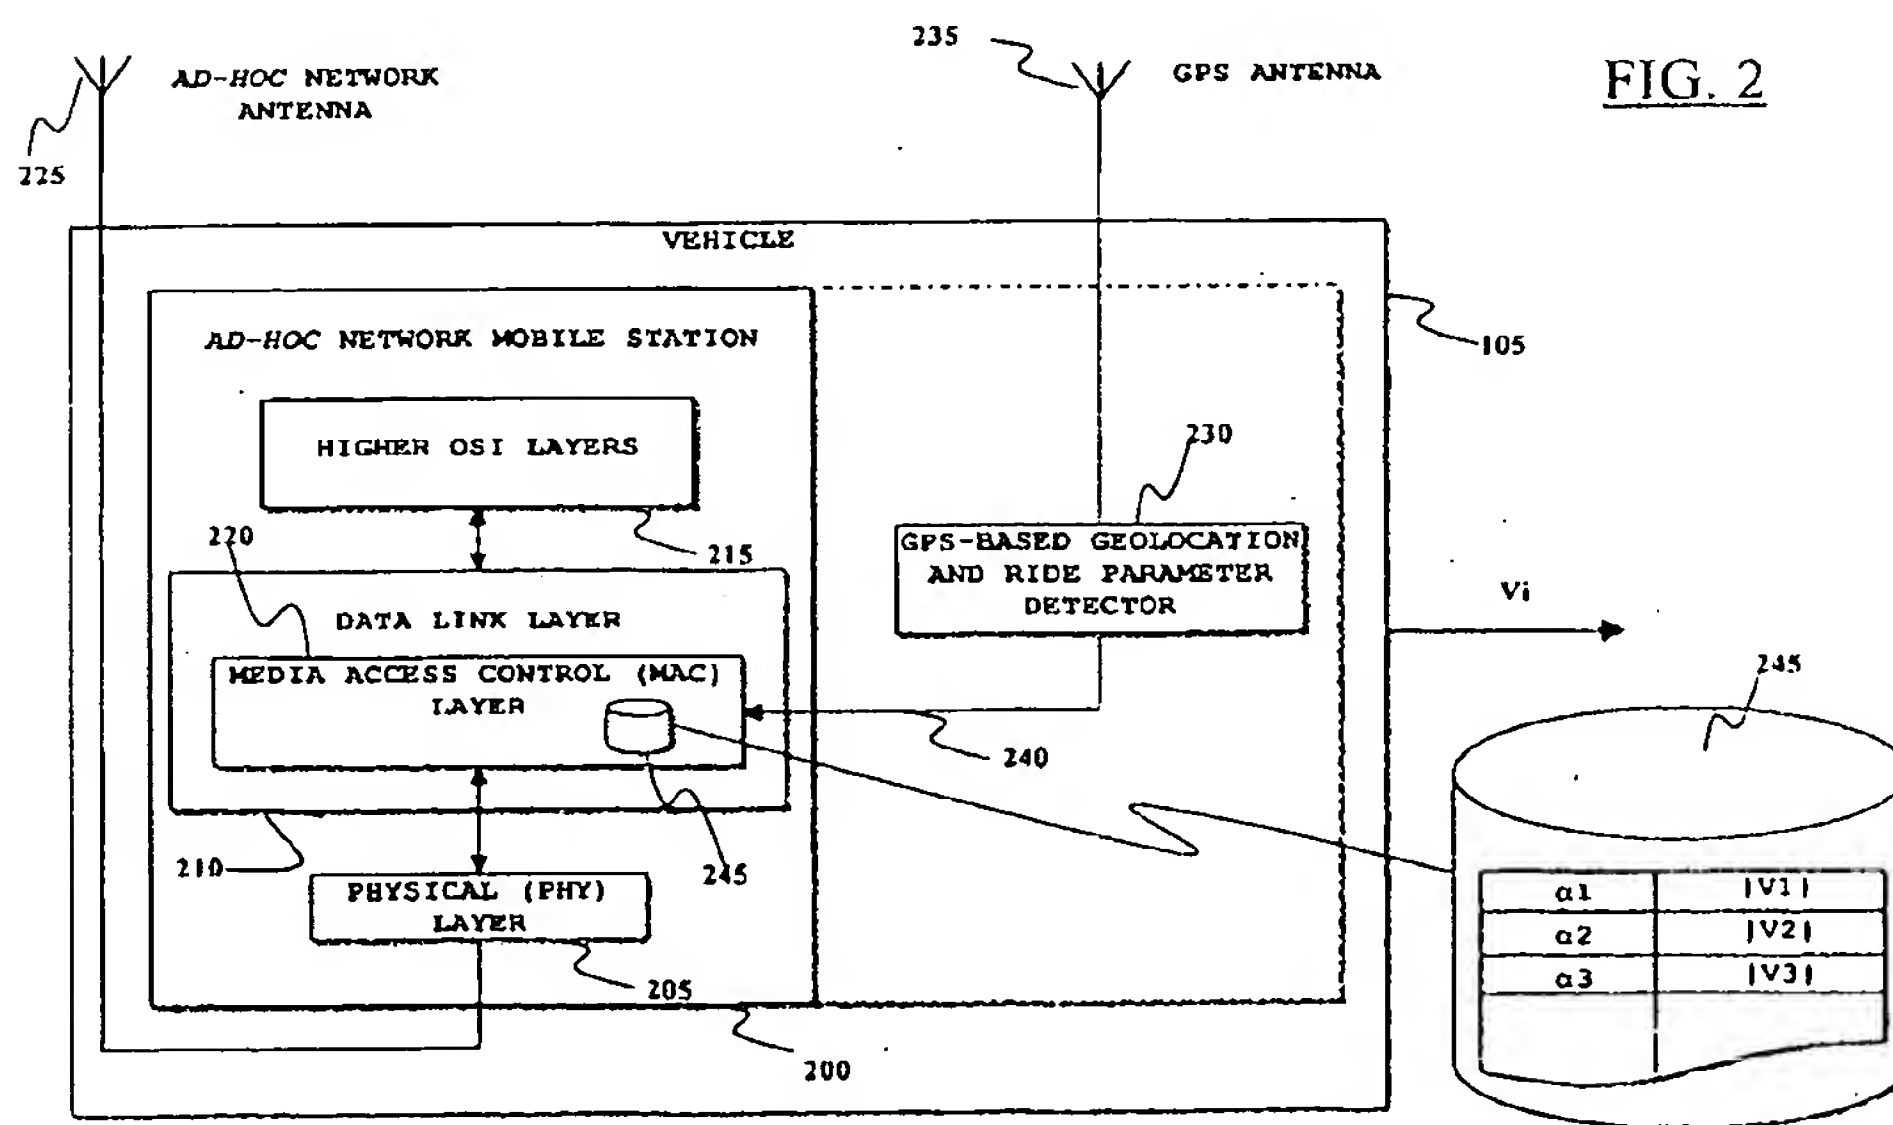 235
FIG. 2
AD-HOC NETWORK
ANTENNA
GPS ANTENNA
225
VEHICLE
AD-HOC NETWORK MOBILE STATION
105
HIGHER OSI LAYERS
230
220
215
GPS-BASED GEOLOCATION
AND RIDE PARAMETER
DETECTOR
Vi
DATA LINK LAYER
MEDIA ACCESS CONTROL (MAC)
LAYER
245
240
210
245
PHYSICAL (PHY)
LAYER
α1 |V1|
α2 |V2|
α3 |V3|
205
200